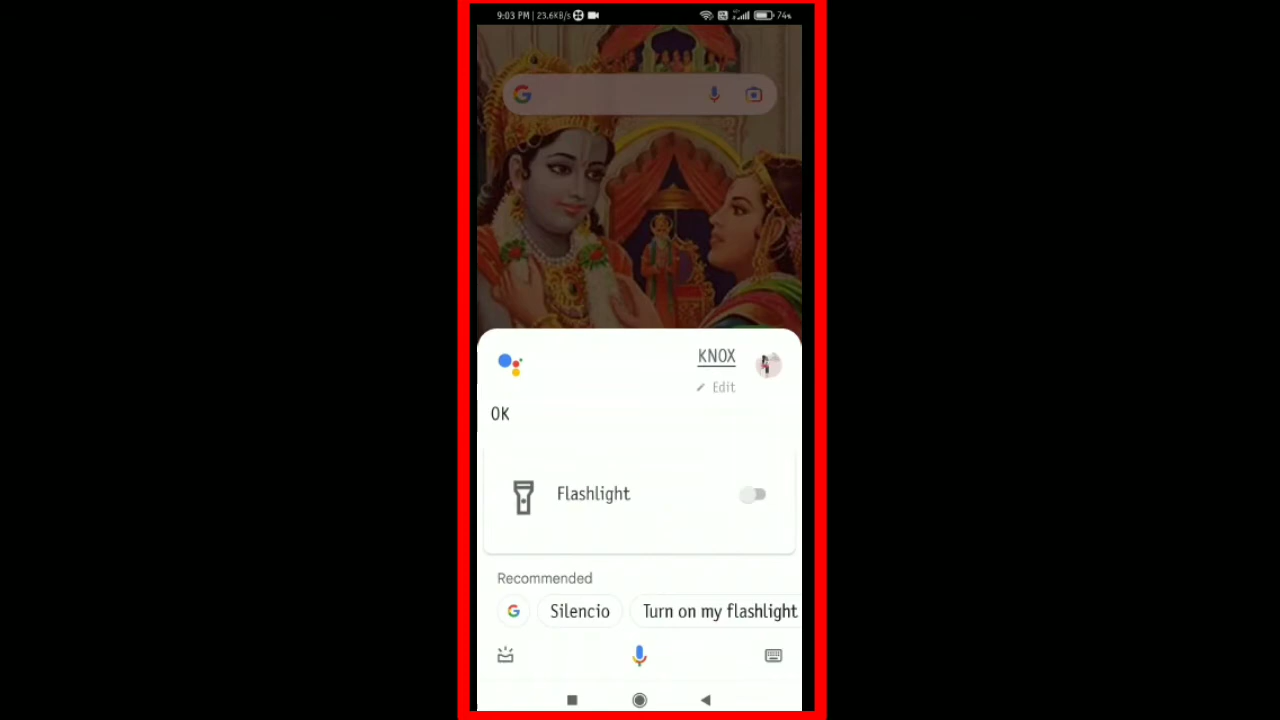 9:03 PM | 23.6KB/s
74%
KNOX
Edit
OK
Flashlight
Recommended
Silencio
Turn on my flashlight